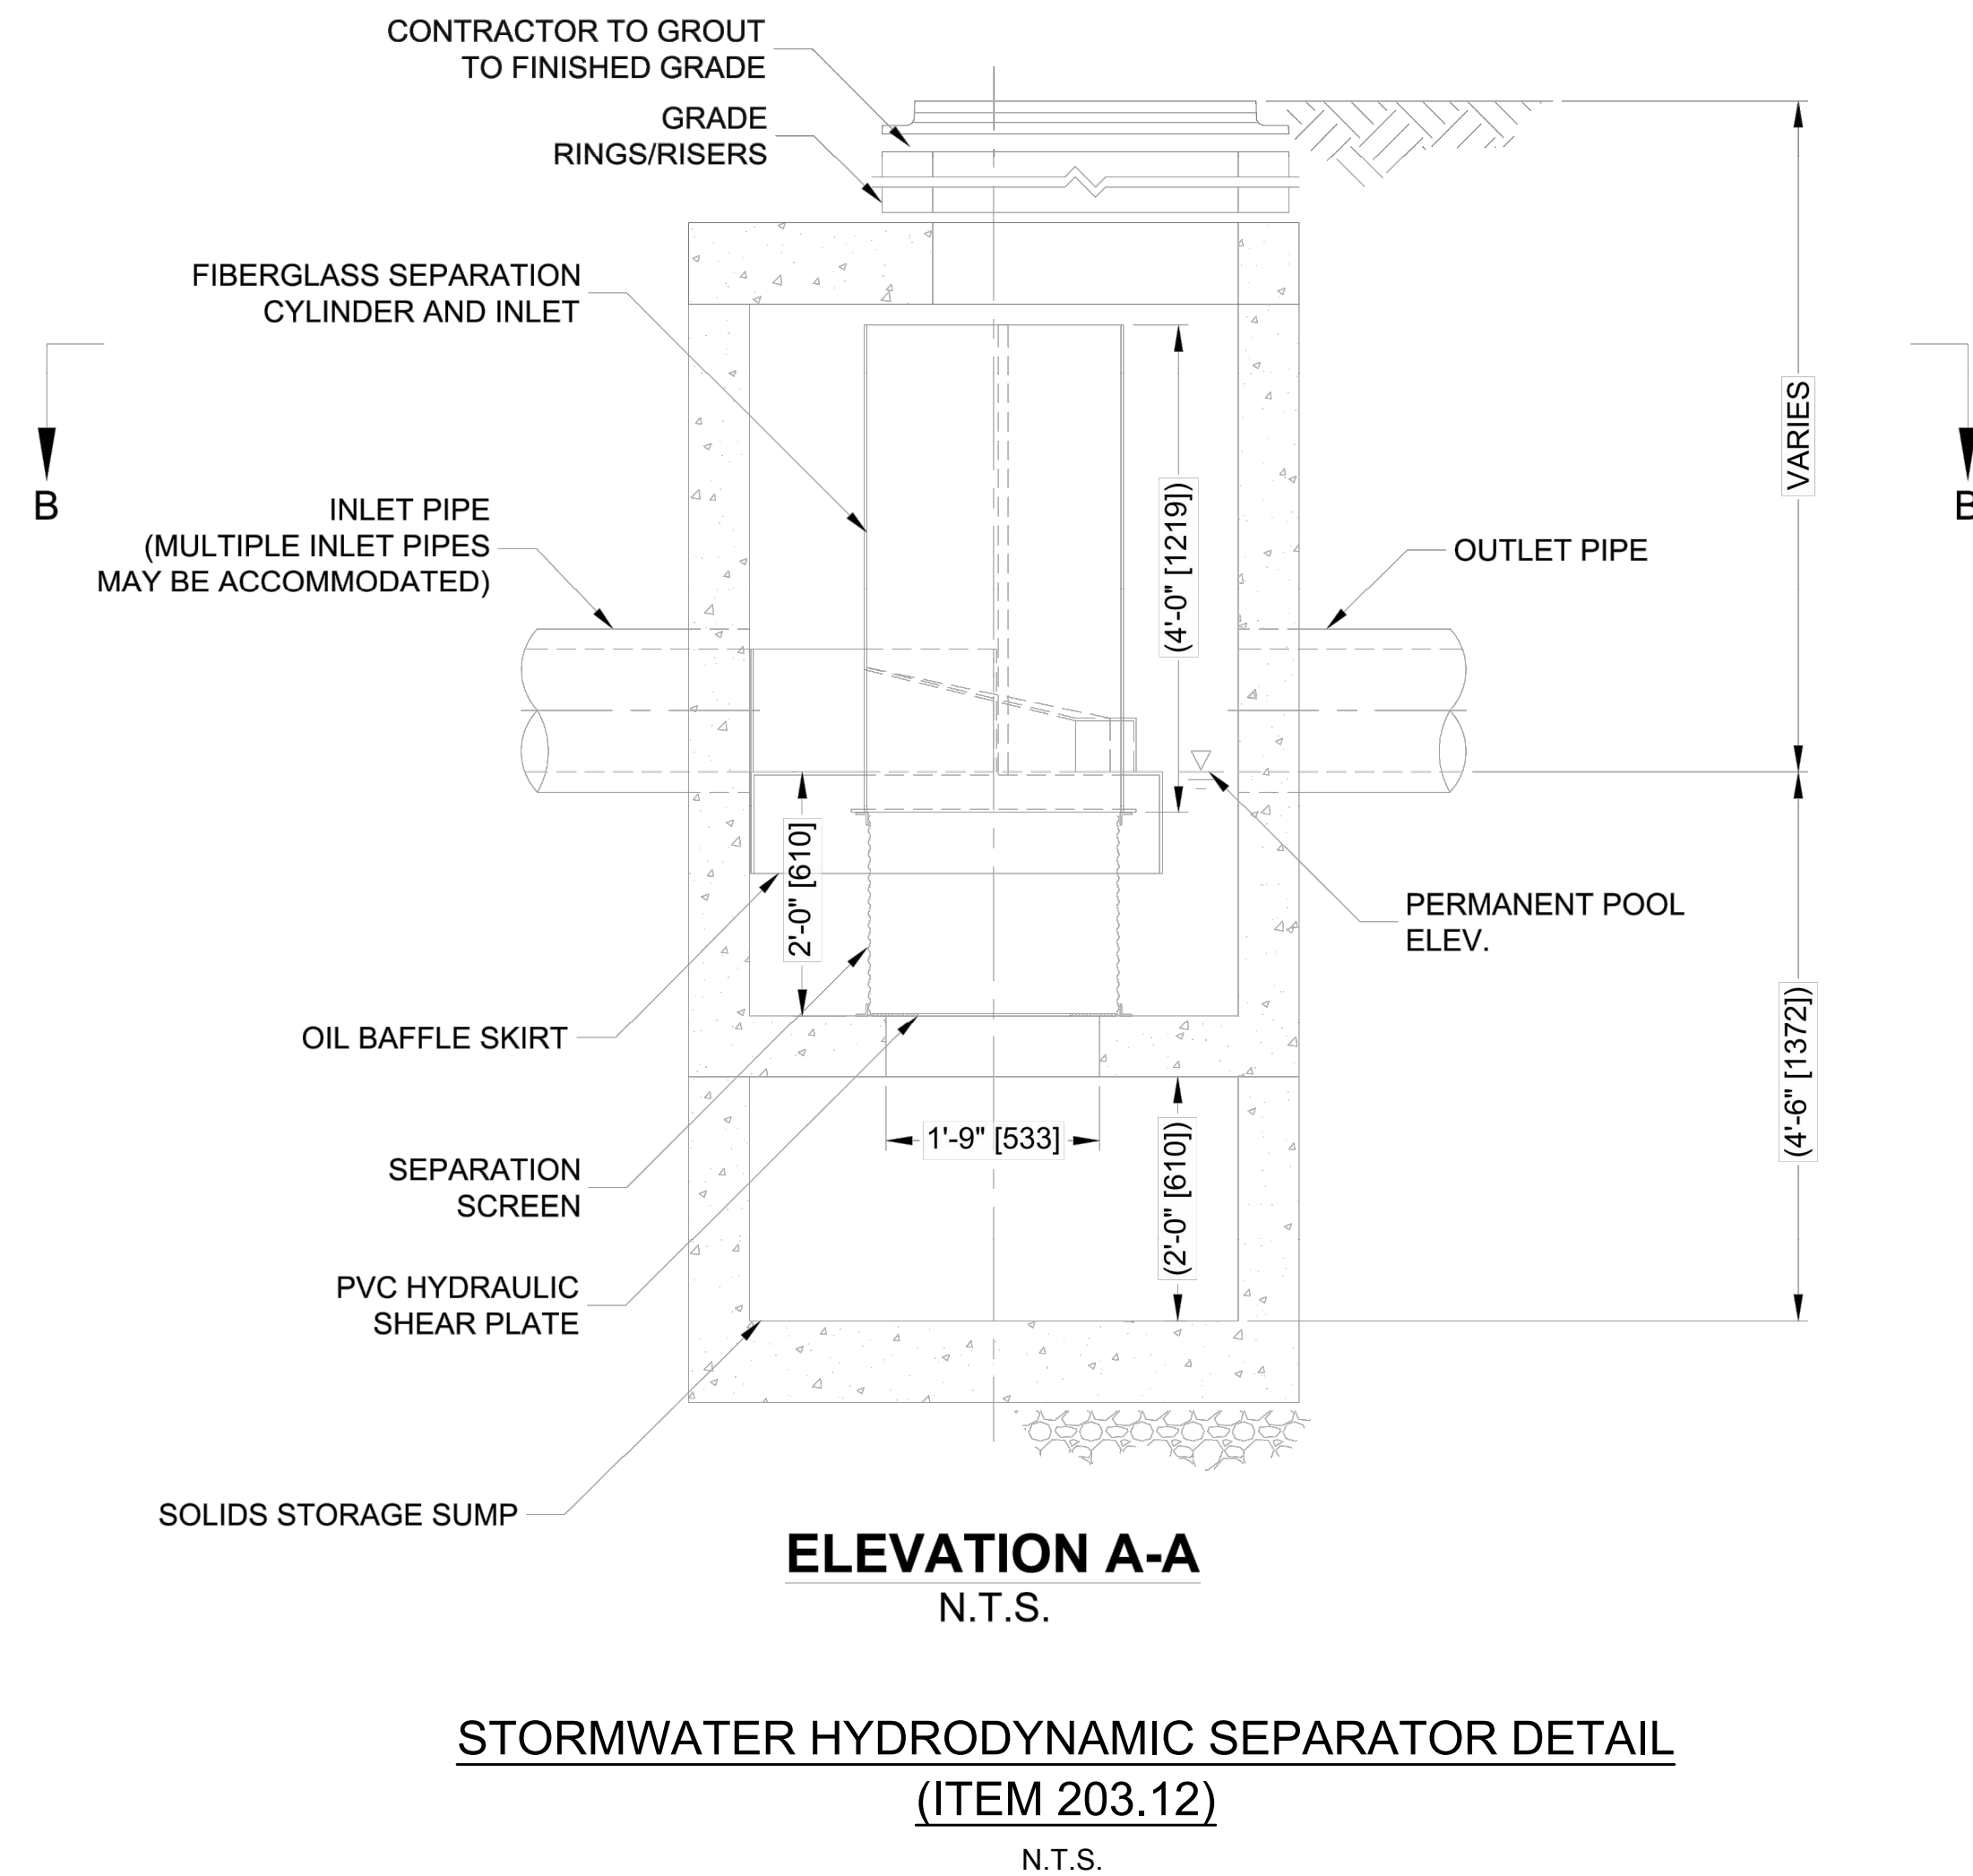 CONTRACTOR TO GROUT
TO FINISHED GRADE
GRADE
RINGS/RISERS
FIBERGLASS SEPARATION
CYLINDER AND INLET
B
B
INLET PIPE
(MULTIPLE INLET PIPES
MAY BE ACCOMMODATED)
VARIES
(4'-0" [1219])
OUTLET PIPE
2'-0" [610]
PERMANENT POOL
ELEV.
OIL BAFFLE SKIRT
(4'-6" [1372])
1'-9" [533]
(2'-0" [610])
SEPARATION
SCREEN
PVC HYDRAULIC
SHEAR PLATE
SOLIDS STORAGE SUMP
ELEVATION A-A
N.T.S.
STORMWATER HYDRODYNAMIC SEPARATOR DETAIL
(ITEM 203.12)
N.T.S.